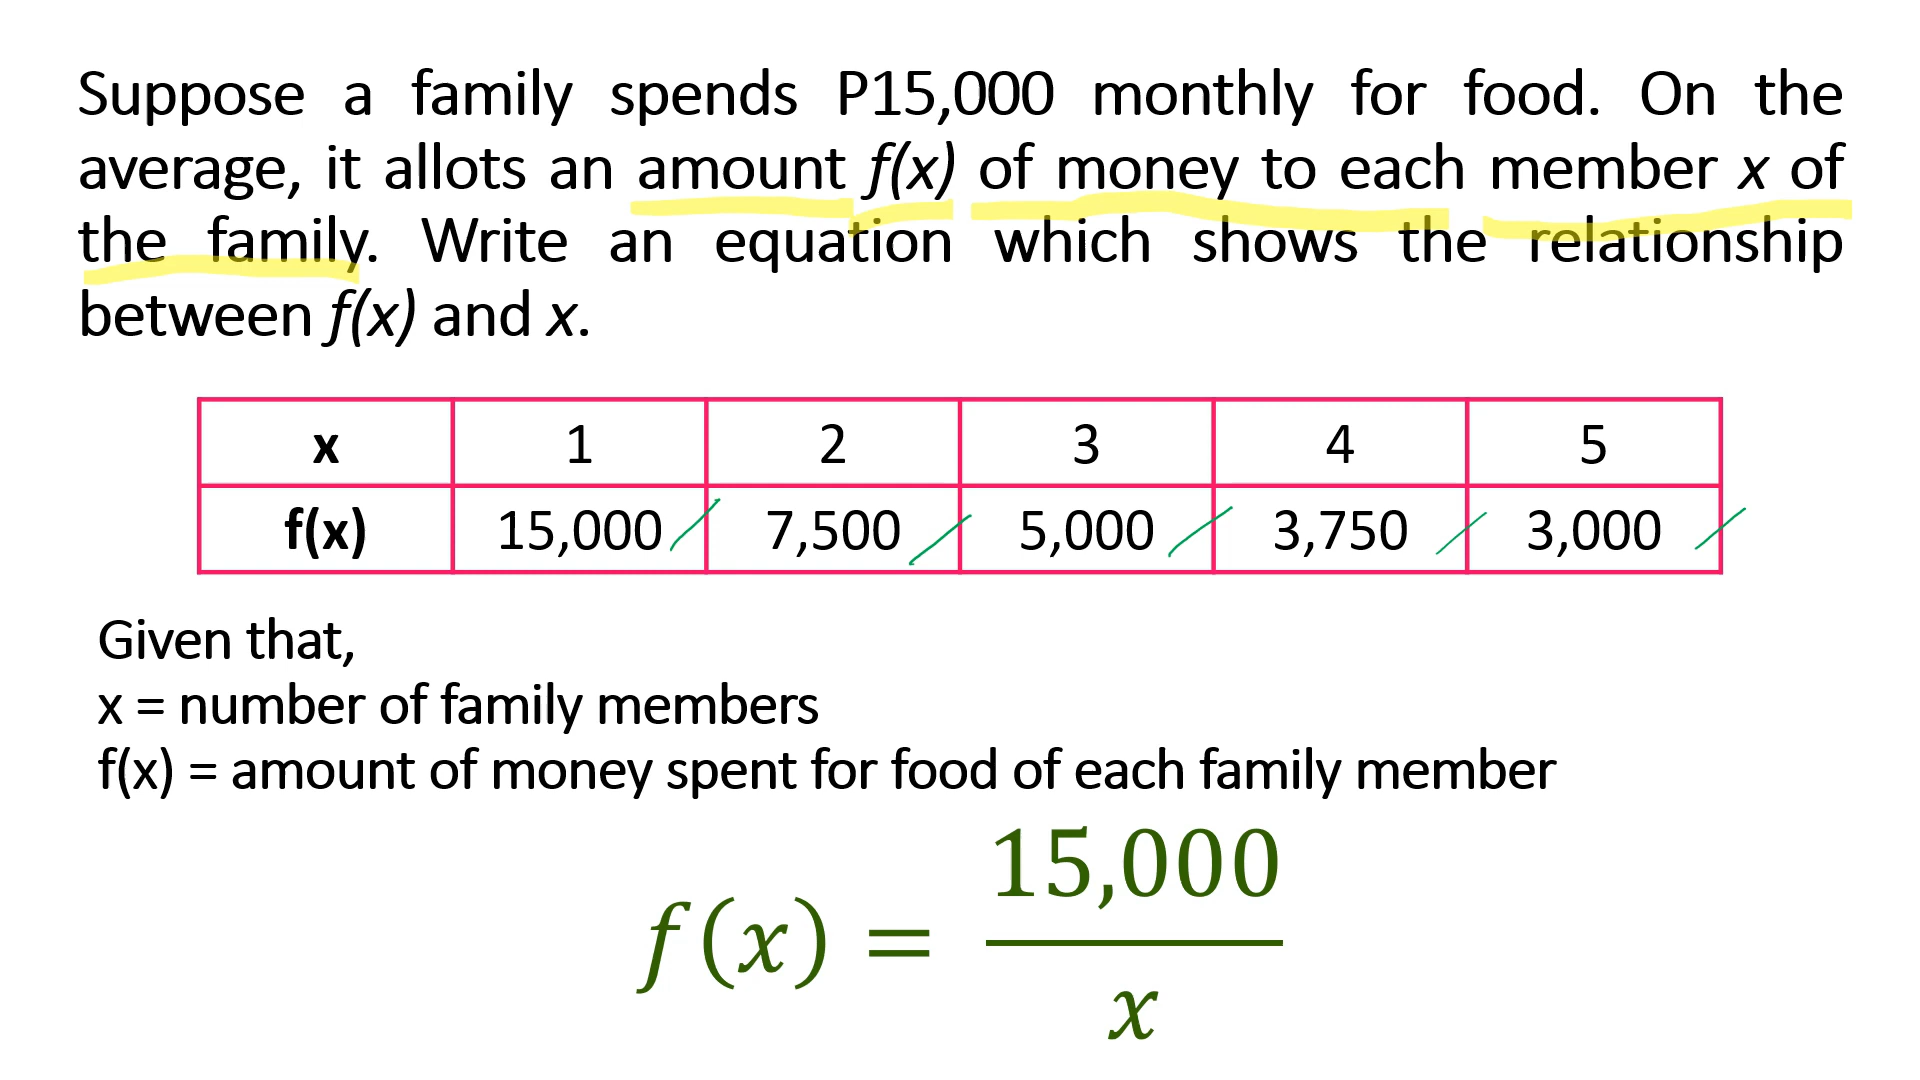 Suppose a family spends P15,000 monthly for food. On the
average, it allots an amount f(x) of money to each member x of
the family. Write an equation which shows the relationship
between f(x) and x.
x 1 2 3 4 5
f(x) 15,000 7,500 5,000 3,750 3,000
Given that,
x = number of family members
f(x) = amount of money spent for food of each family member
f(x) = 15,000 / x